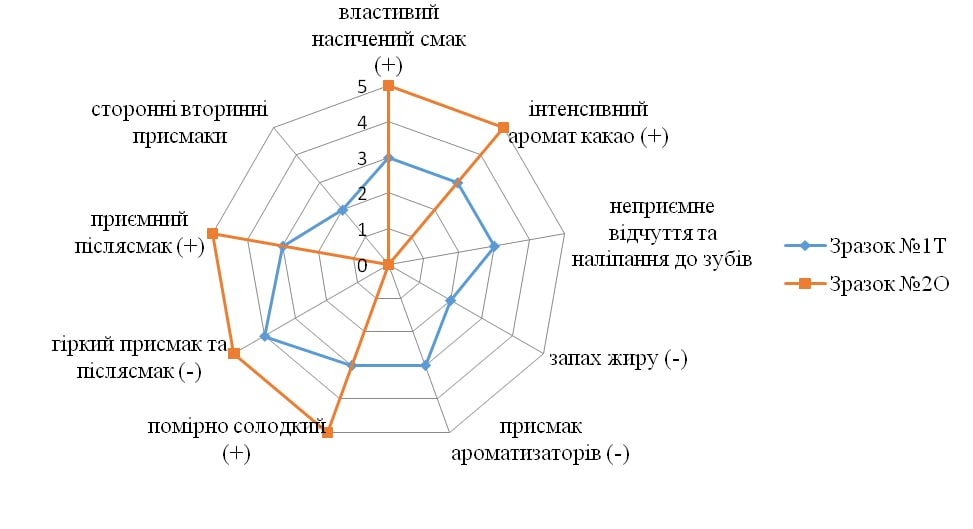 властивий
насичений смак
(+)
інтенсивний
аромат какао (+)
неприємне
відчуття та
наліпання до зубів
запах жиру (-)
присмак
ароматизаторів (-)
помірно солодкий
(+)
гіркий присмак та
післясмак (-)
приємний
післясмак (+)
сторонні вторинні
присмаки
5
4
3
2
1
0
Зразок №1Т
Зразок №2О